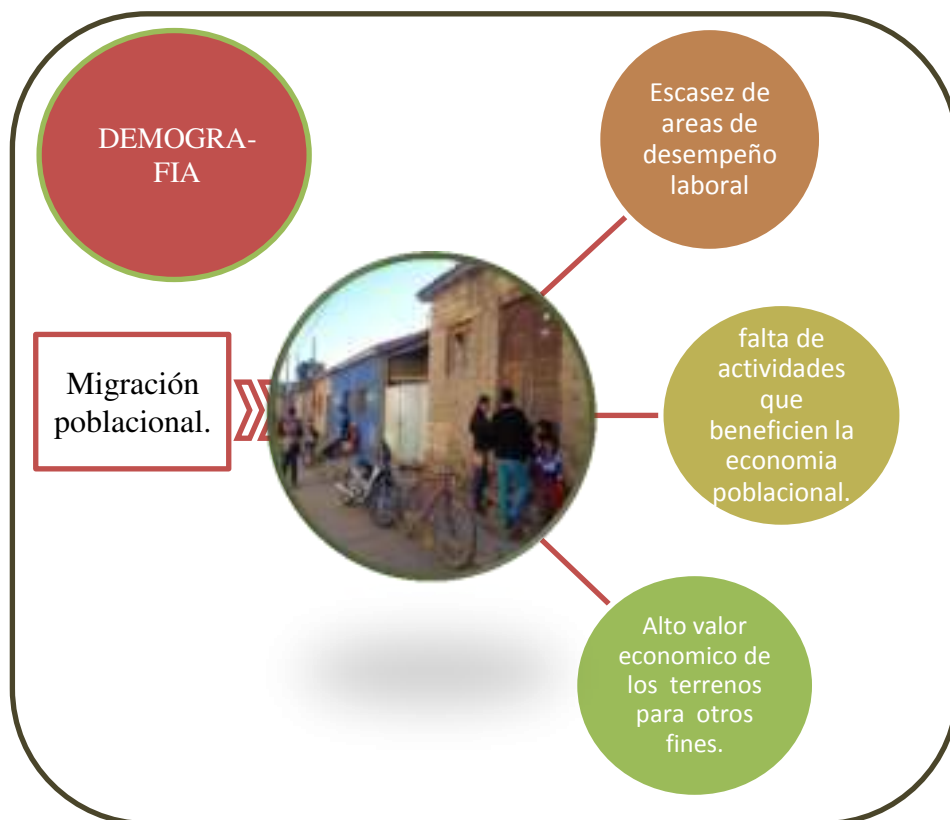 DEMOGRA-
FIA
Migración
poblacional.
Escasez de
areas de
desempeño
laboral
falta de
actividades
que
beneficien la
economia
poblacional.
Alto valor
economico de
los terrenos
para otros
fines.